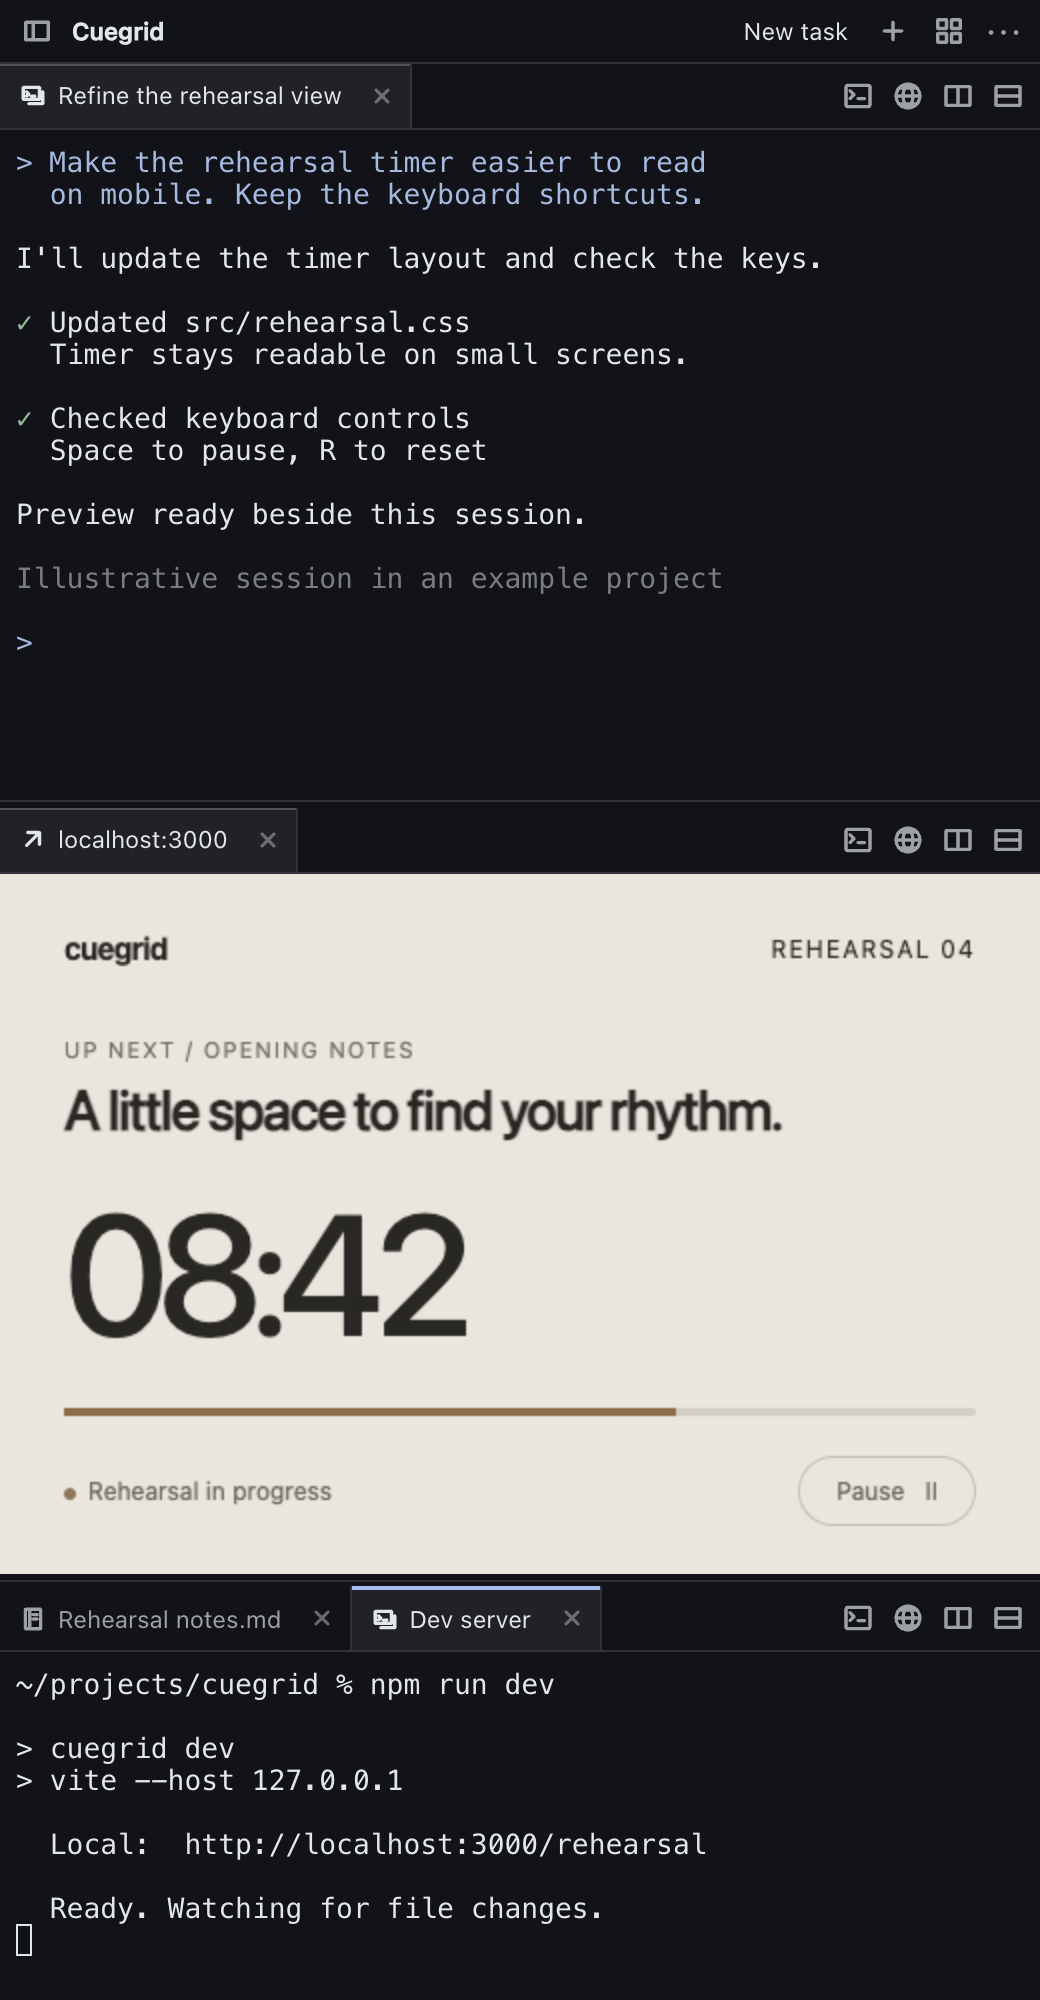 Cuegrid
New task
Refine the rehearsal view
> Make the rehearsal timer easier to read
on mobile. Keep the keyboard shortcuts.
I'll update the timer layout and check the keys.
✓ Updated src/rehearsal.css
Timer stays readable on small screens.
✓ Checked keyboard controls
Space to pause, R to reset
Preview ready beside this session.
Illustrative session in an example project
>
localhost:3000
cuegrid
REHEARSAL 04
UP NEXT / OPENING NOTES
A little space to find your rhythm.
08:42
Rehearsal in progress
Pause
Rehearsal notes.md
Dev server
~/projects/cuegrid % npm run dev
> cuegrid dev
> vite --host 127.0.0.1
Local:  http://localhost:3000/rehearsal
Ready. Watching for file changes.